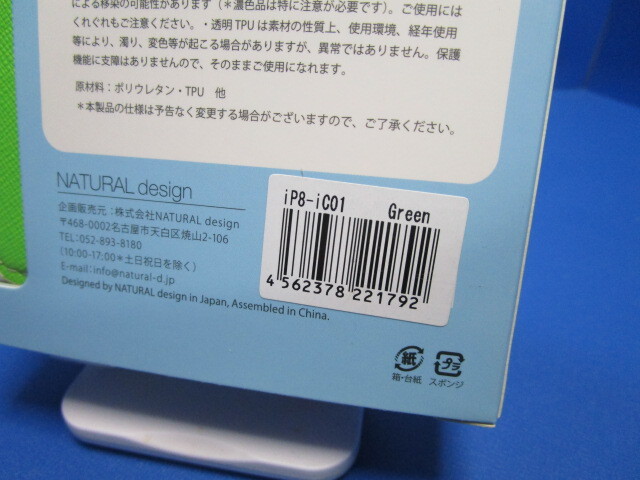 による移染の可能性があります（＊濃色品は特に注意が必要です）。ご使用には
くれぐれもご注意ください。・透明TPUは素材の性質上、使用環境、経年使用
等により、濁り、変色等が起こる場合がありますが、異常ではありません。保護
機能に支障はありませんので、そのままご使用になれます。
原材料：ポリウレタン・TPU　他
＊本製品の仕様は予告なく変更する場合がございますので、ご了承ください。
NATURAL design
企画販売元：株式会社NATURAL design
〒468-0002名古屋市天白区焼山2-106
TEL：052-893-8180
(10:00-17:00＊土日祝日を除く)
E-mail：info@natural-d.jp
Designed by NATURAL design in Japan, Assembled in China.
iP8-iC01 Green
4 562378 221792
紙
箱・台紙
プラ
スポンジ